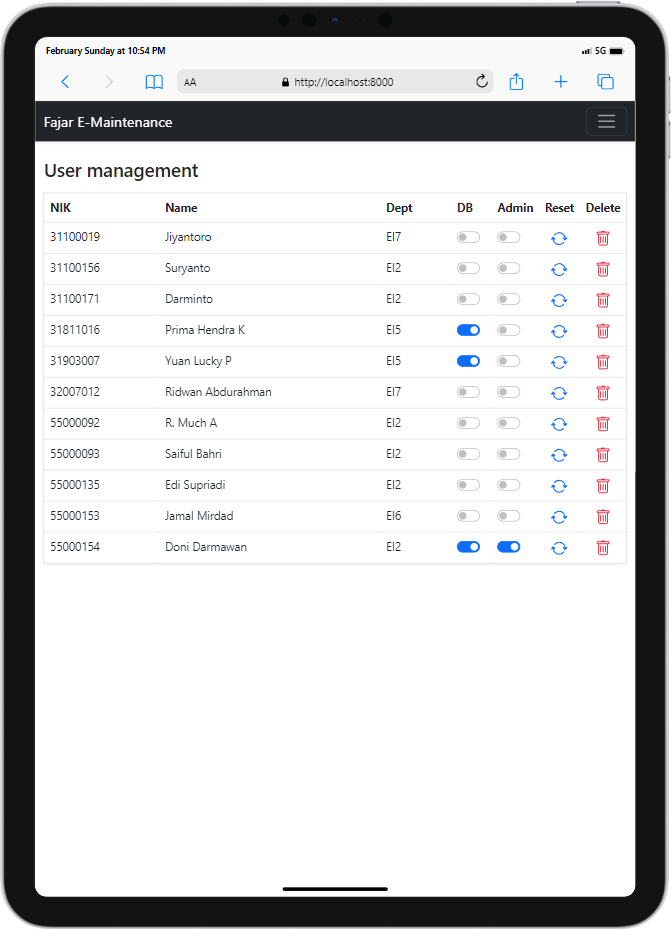 February Sunday at 10:54 PM 5G
AA http://localhost:8000
Fajar E-Maintenance
User management
NIK Name Dept DB Admin Reset Delete
31100019 Jiyantoro EI7
31100156 Suryanto EI2
31100171 Darminto EI2
31811016 Prima Hendra K EI5
31903007 Yuan Lucky P EI5
32007012 Ridwan Abdurahman EI7
55000092 R. Much A EI2
55000093 Saiful Bahri EI2
55000135 Edi Supriadi EI2
55000153 Jamal Mirdad EI6
55000154 Doni Darmawan EI2